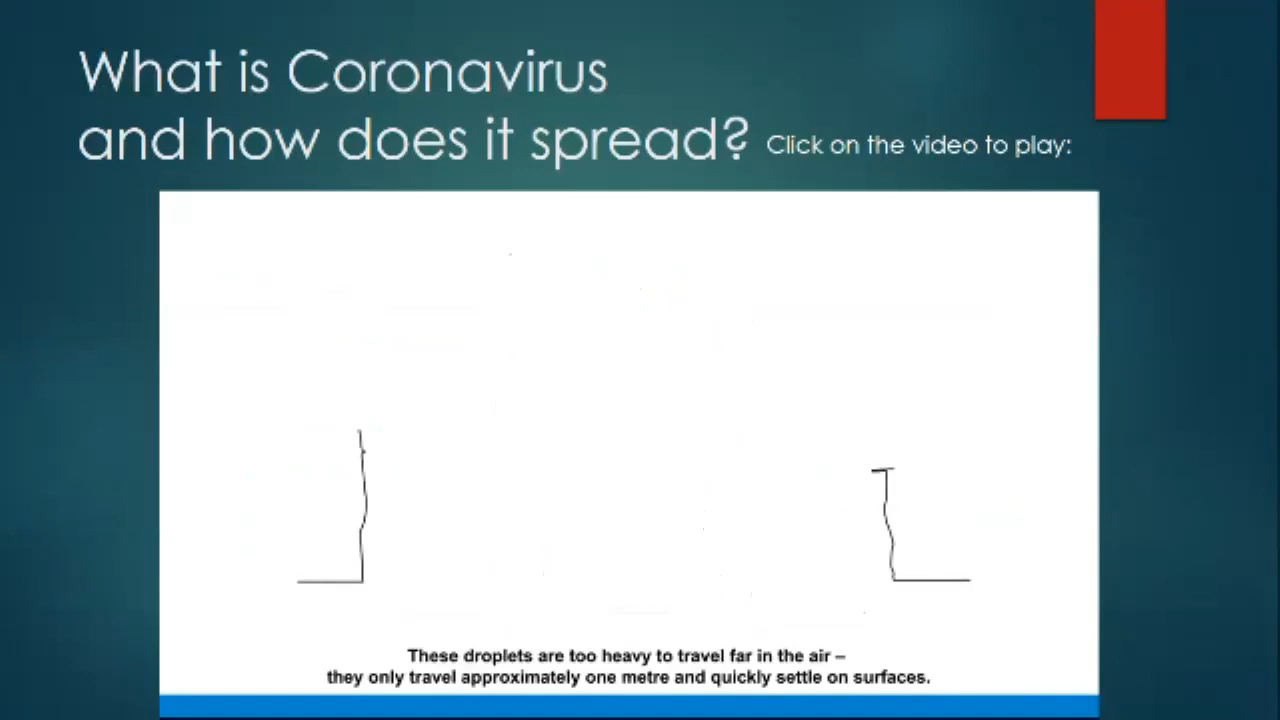 What is Coronavirus
and how does it spread? Click on the video to play:
These droplets are too heavy to travel far in the air –
they only travel approximately one metre and quickly settle on surfaces.